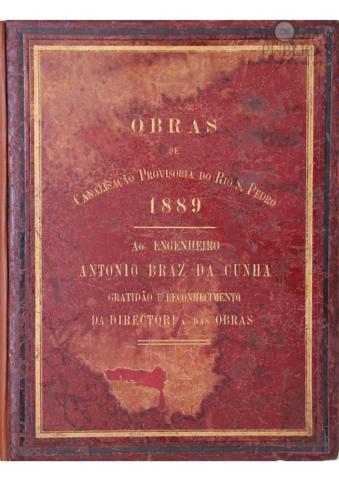 OBRAS
DE
CANALISAÇÃO PROVISORIA DO RIO S. PEDRO
1889
AO ENGENHEIRO
ANTONIO BRAZ DA CUNHA
GRATIDÃO E RECONHECIMENTO
DA DIRECTORIA DAS OBRAS